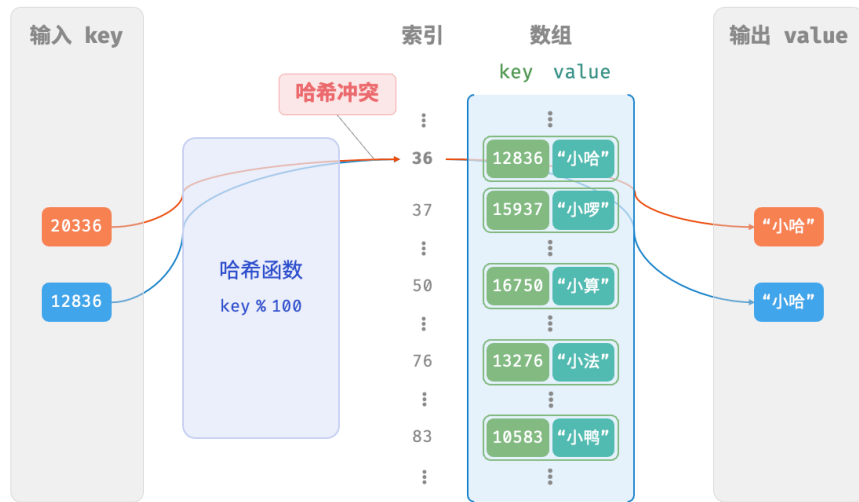 输入 key
索引
数组
输出 value
key value
哈希冲突
36
12836 “小哈”
37
15937 “小啰”
20336
“小哈”
哈希函数
key % 100
50
16750 “小算”
12836
“小哈”
76
13276 “小法”
83
10583 “小鸭”